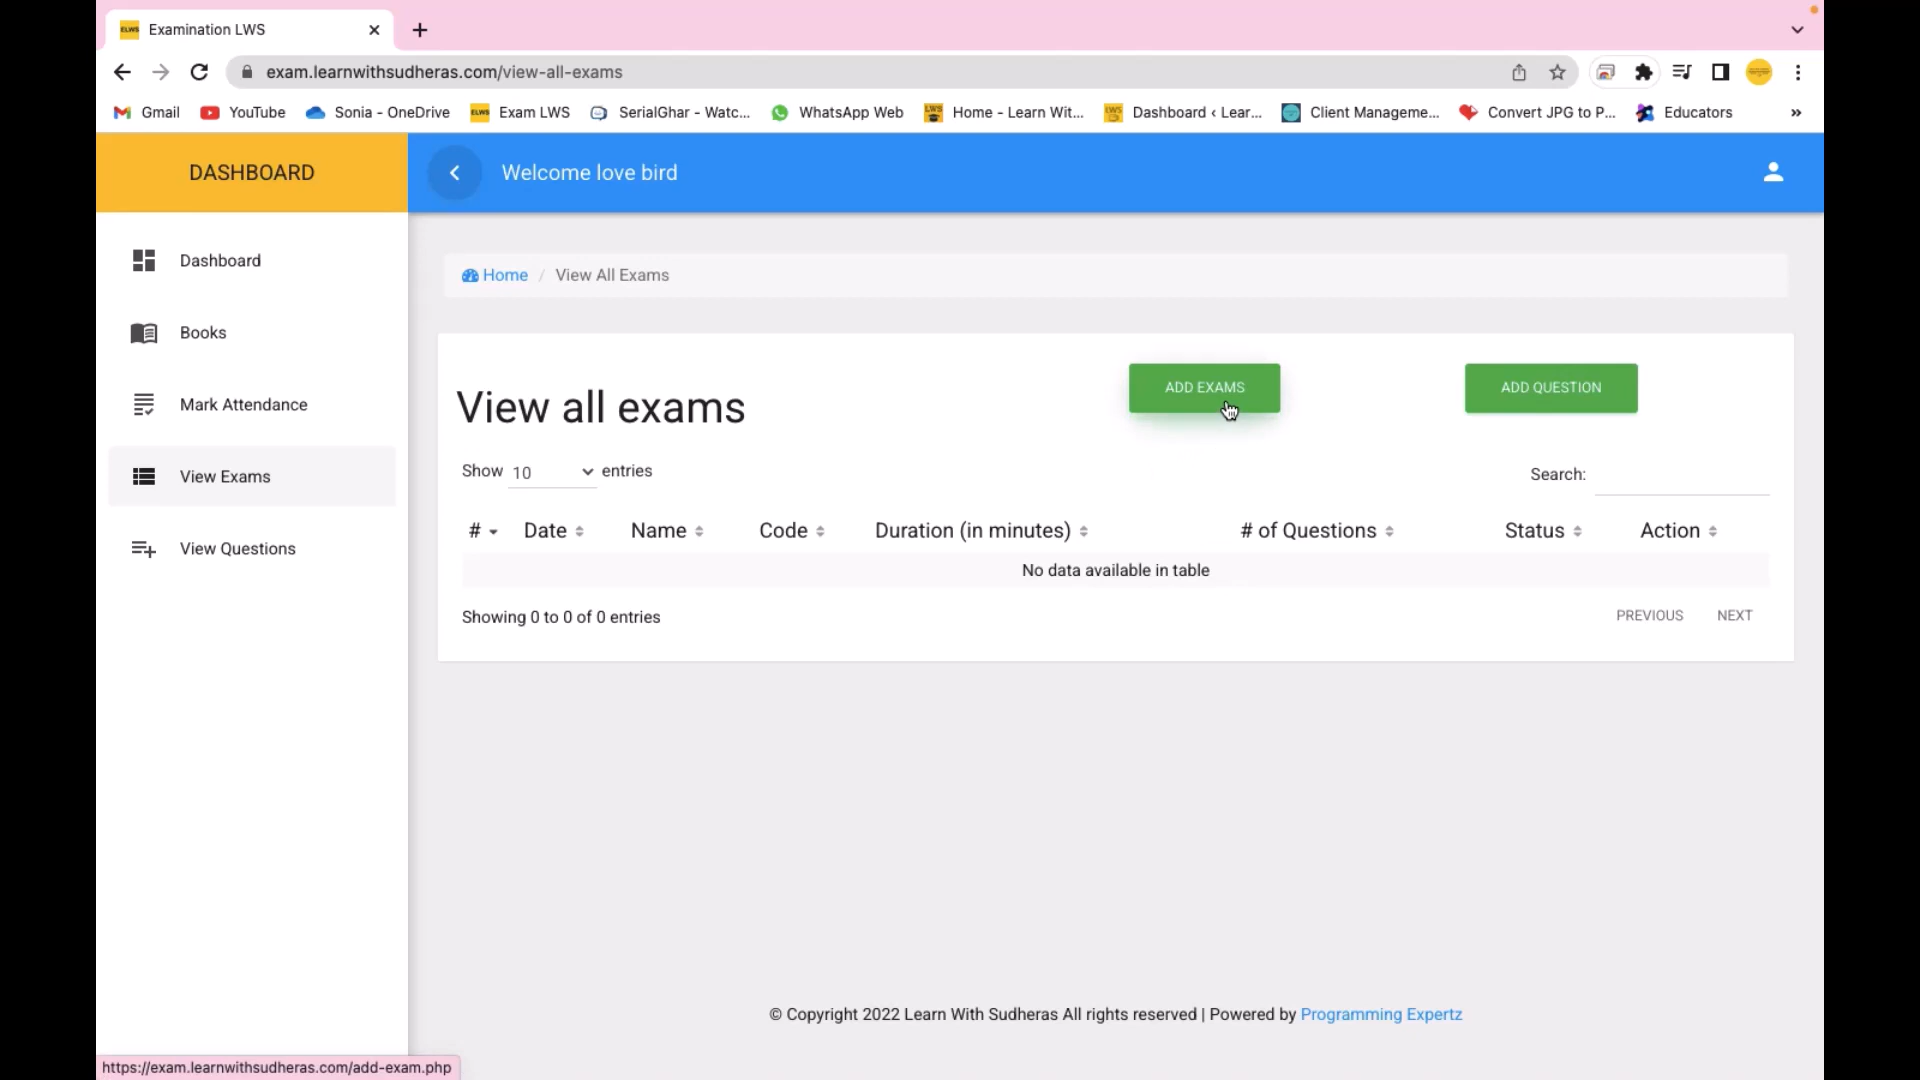 ELWS Examination LWS
exam.learnwithsudheras.com/view-all-exams
Gmail YouTube Sonia - OneDrive ELWS Exam LWS SerialGhar - Watc... WhatsApp Web Home - Learn Wit... Dashboard ‹ Lear... Client Manageme... Convert JPG to P... Educators »
DASHBOARD
Welcome love bird
Dashboard
Books
Mark Attendance
View Exams
View Questions
Home / View All Exams
ADD EXAMS ADD QUESTION
View all exams
Show 10 entries
Search:
# Date Name Code Duration (in minutes) # of Questions Status Action
No data available in table
Showing 0 to 0 of 0 entries
PREVIOUS NEXT
© Copyright 2022 Learn With Sudheras All rights reserved | Powered by Programming Expertz
https://exam.learnwithsudheras.com/add-exam.php